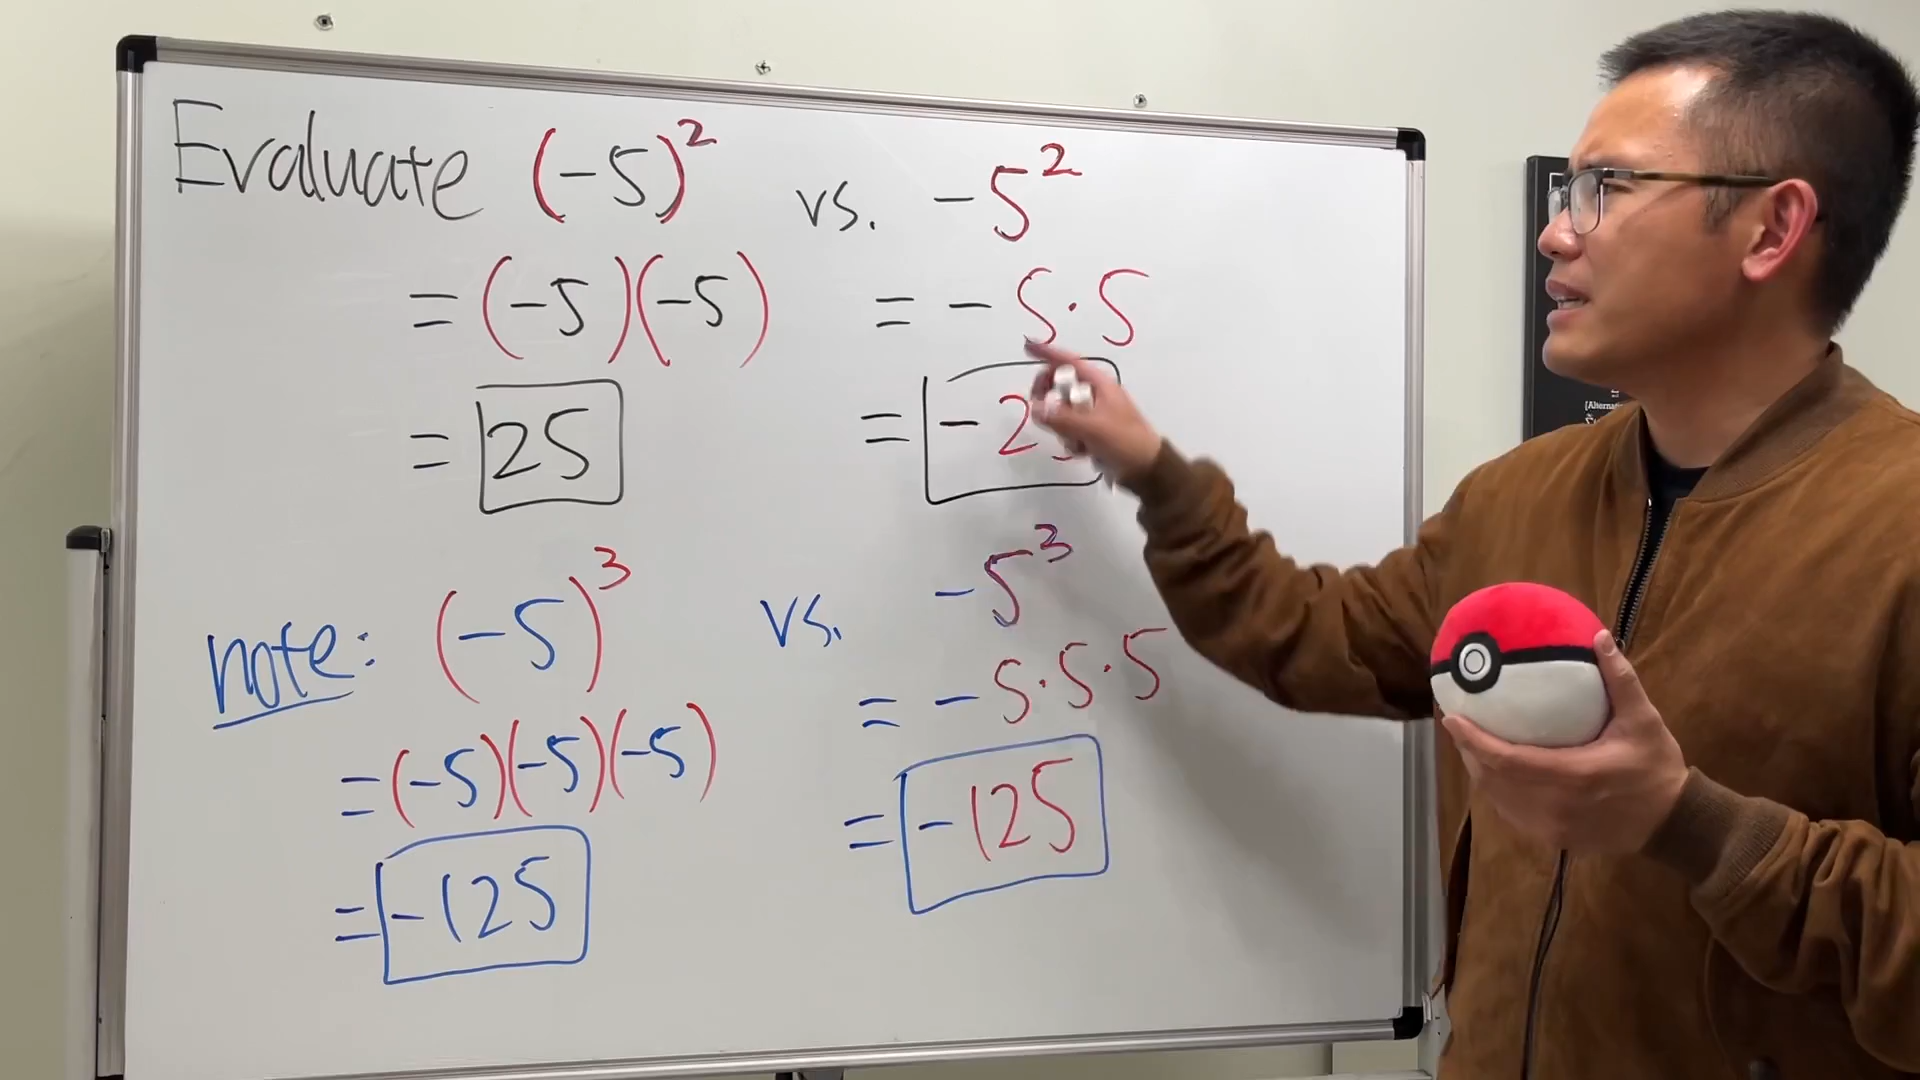 Evaluate (-5)² vs. -5²
= (-5)(-5) = -5·5
= 25 = -2
note: (-5)³ vs. -5³
= (-5)(-5)(-5) = -5·5·5
= -125 = -125